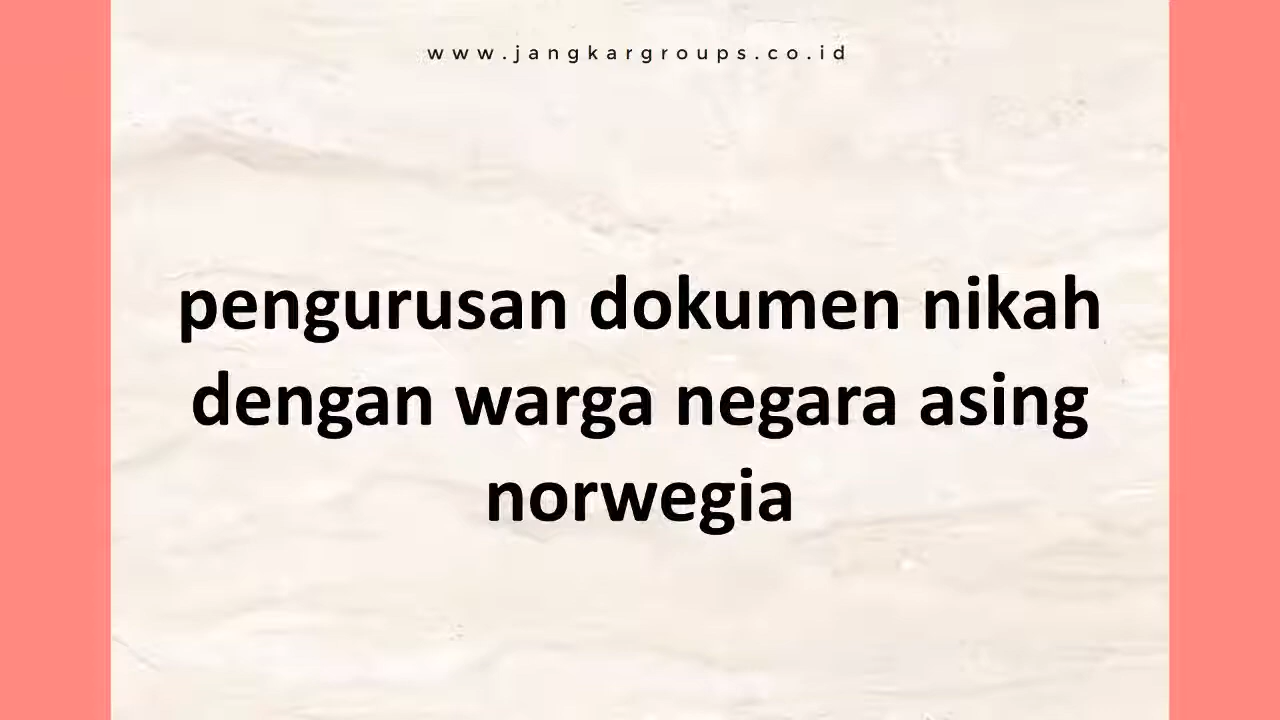 www.jangkargroups.co.id
pengurusan dokumen nikah
dengan warga negara asing
norwegia